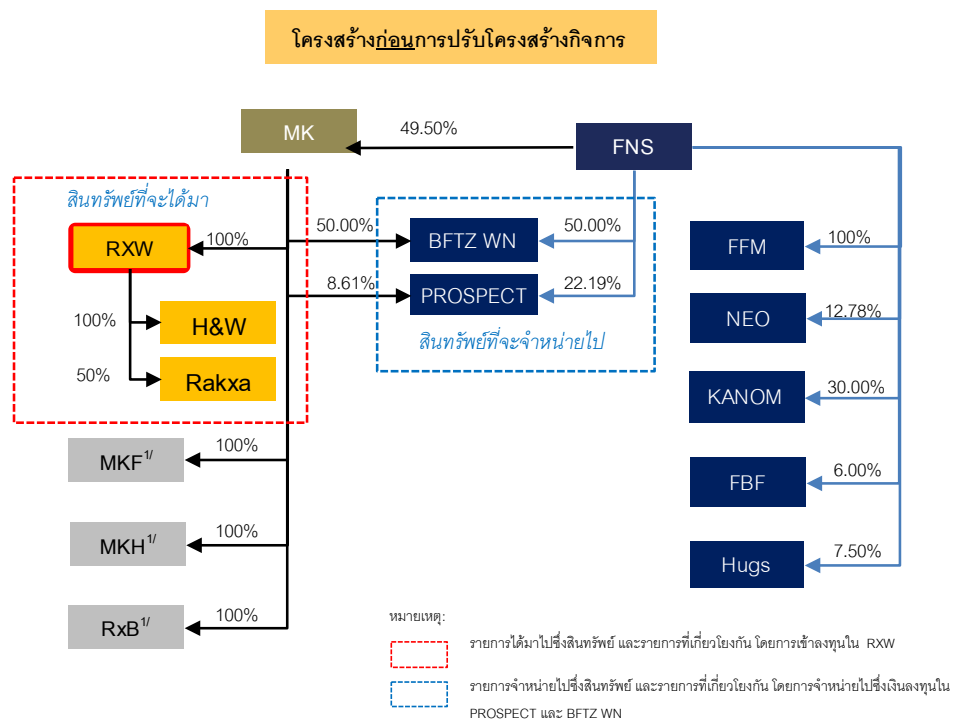 โครงสร้างก่อนการปรับโครงสร้างกิจการ
MK
49.50%
FNS
สินทรัพย์ที่จะได้มา
RXW
100%
50.00%
BFTZ WN
50.00%
FFM
100%
8.61%
PROSPECT
22.19%
100%
H&W
สินทรัพย์ที่จะจำหน่ายไป
NEO
12.78%
50%
Rakxa
KANOM
30.00%
MKF1/
100%
FBF
6.00%
MKH1/
100%
Hugs
7.50%
RxB1/
100%
หมายเหตุ:
รายการได้มาไปซึ่งสินทรัพย์ และรายการที่เกี่ยวโยงกัน โดยการเข้าลงทุนใน RXW
รายการจำหน่ายไปซึ่งสินทรัพย์ และรายการที่เกี่ยวโยงกัน โดยการจำหน่ายไปซึ่งเงินลงทุนใน
PROSPECT และ BFTZ WN